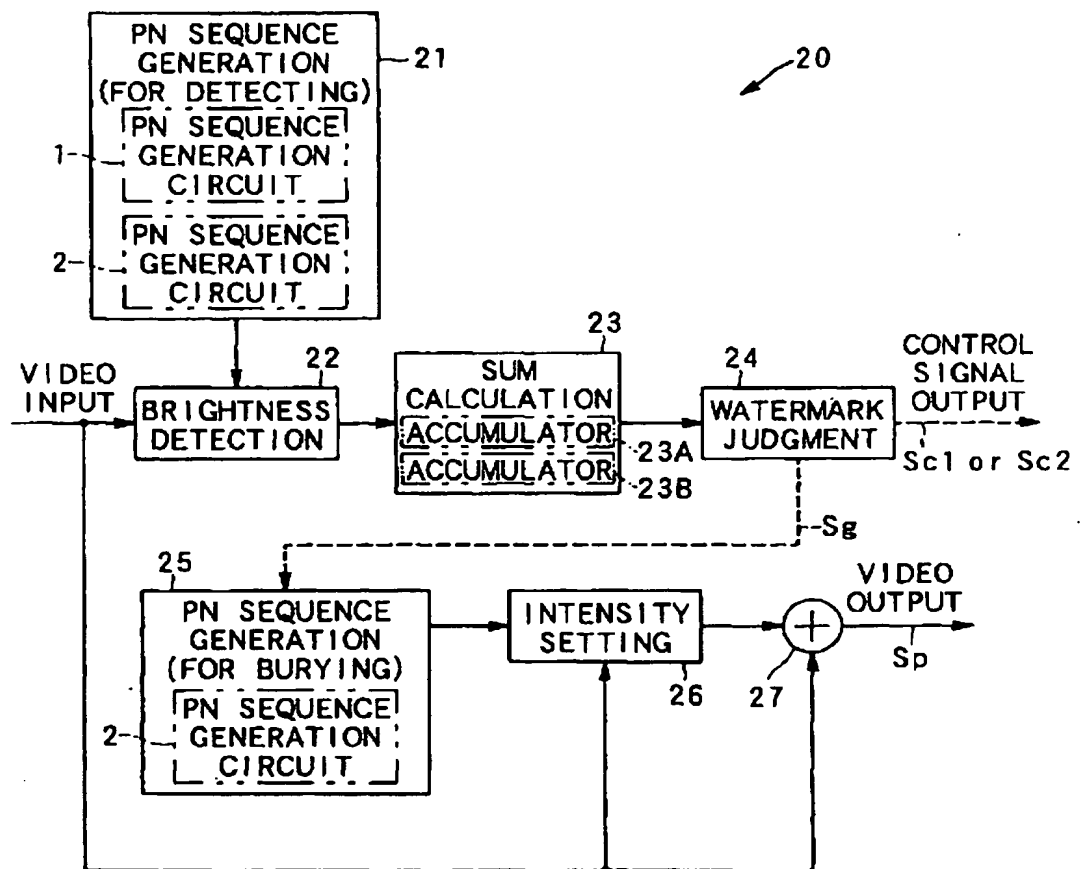 PN SEQUENCE
GENERATION
(FOR DETECTING)
21
20
1
PN SEQUENCE
GENERATION
CIRCUIT
2
PN SEQUENCE
GENERATION
CIRCUIT
VIDEO
INPUT
22
BRIGHTNESS
DETECTION
23
SUM
CALCULATION
ACCUMULATOR
23A
ACCUMULATOR
23B
24
WATERMARK
JUDGMENT
CONTROL
SIGNAL
OUTPUT
Sc1 or Sc2
Sg
25
PN SEQUENCE
GENERATION
(FOR BURYING)
2
PN SEQUENCE
GENERATION
CIRCUIT
INTENSITY
SETTING
26
+
27
VIDEO
OUTPUT
Sp